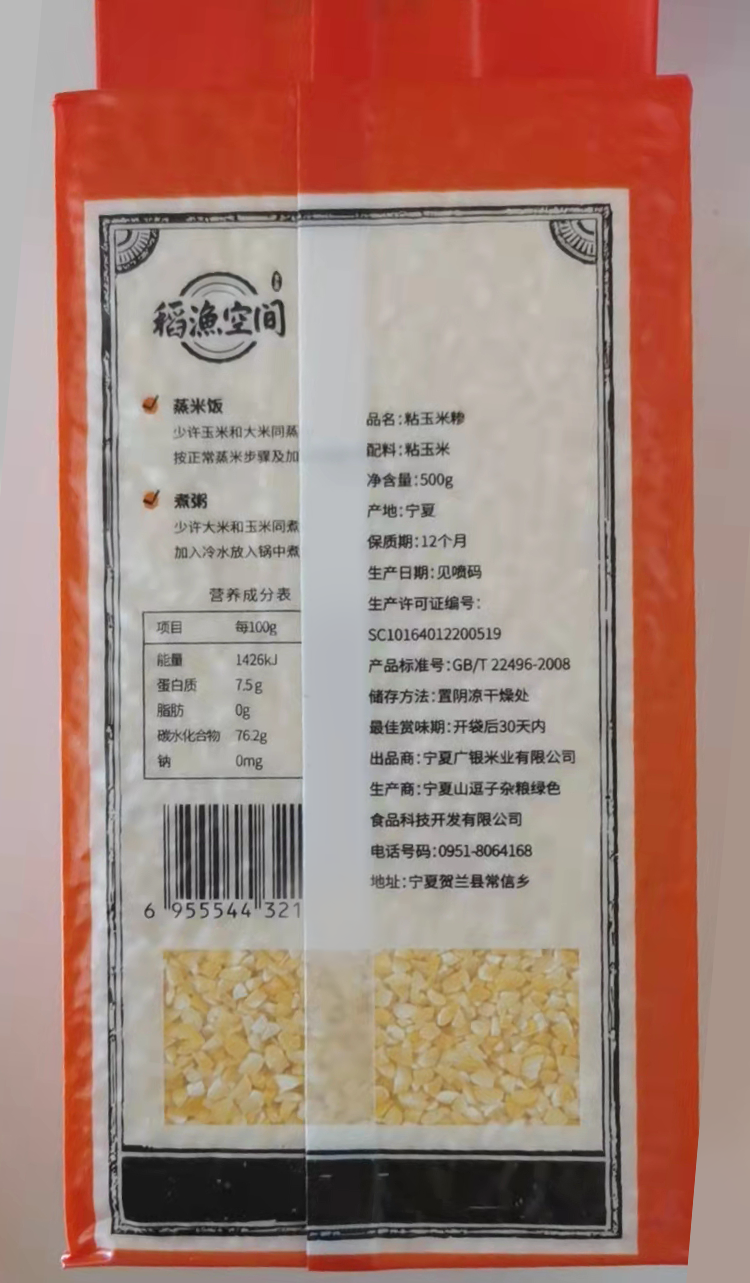 稻漁空间
蒸米饭
少许玉米和大米同蒸
按正常蒸米步骤及加
煮粥
少许大米和玉米同煮
加入冷水放入锅中煮
营养成分表
项目 每100g
能量 1426kJ
蛋白质 7.5g
脂肪 0g
碳水化合物 76.2g
钠 0mg
6 955544 321
品名:粘玉米糁
配料:粘玉米
净含量:500g
产地:宁夏
保质期:12个月
生产日期:见喷码
生产许可证编号:
SC10164012200519
产品标准号:GB/T 22496-2008
储存方法:置阴凉干燥处
最佳赏味期:开袋后30天内
出品商:宁夏广银米业有限公司
生产商:宁夏山逗子杂粮绿色
食品科技开发有限公司
电话号码:0951-8064168
地址:宁夏贺兰县常信乡